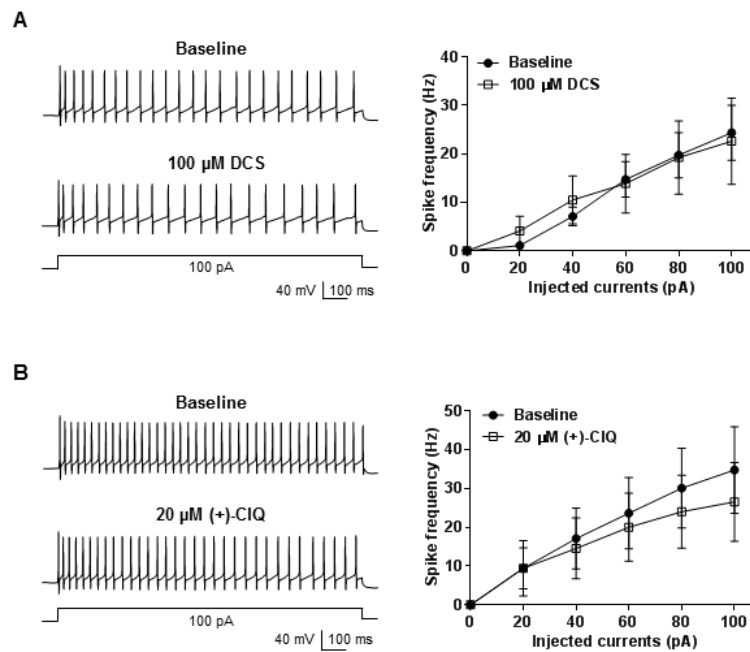 A
Baseline
100 µM DCS
100 pA
40 mV 100 ms
Spike frequency (Hz)
40
30
20
10
0
Baseline
100 µM DCS
0 20 40 60 80 100
Injected currents (pA)
B
Baseline
20 µM (+)-CIQ
100 pA
40 mV 100 ms
Spike frequency (Hz)
50
40
30
20
10
0
Baseline
20 µM (+)-CIQ
0 20 40 60 80 100
Injected currents (pA)